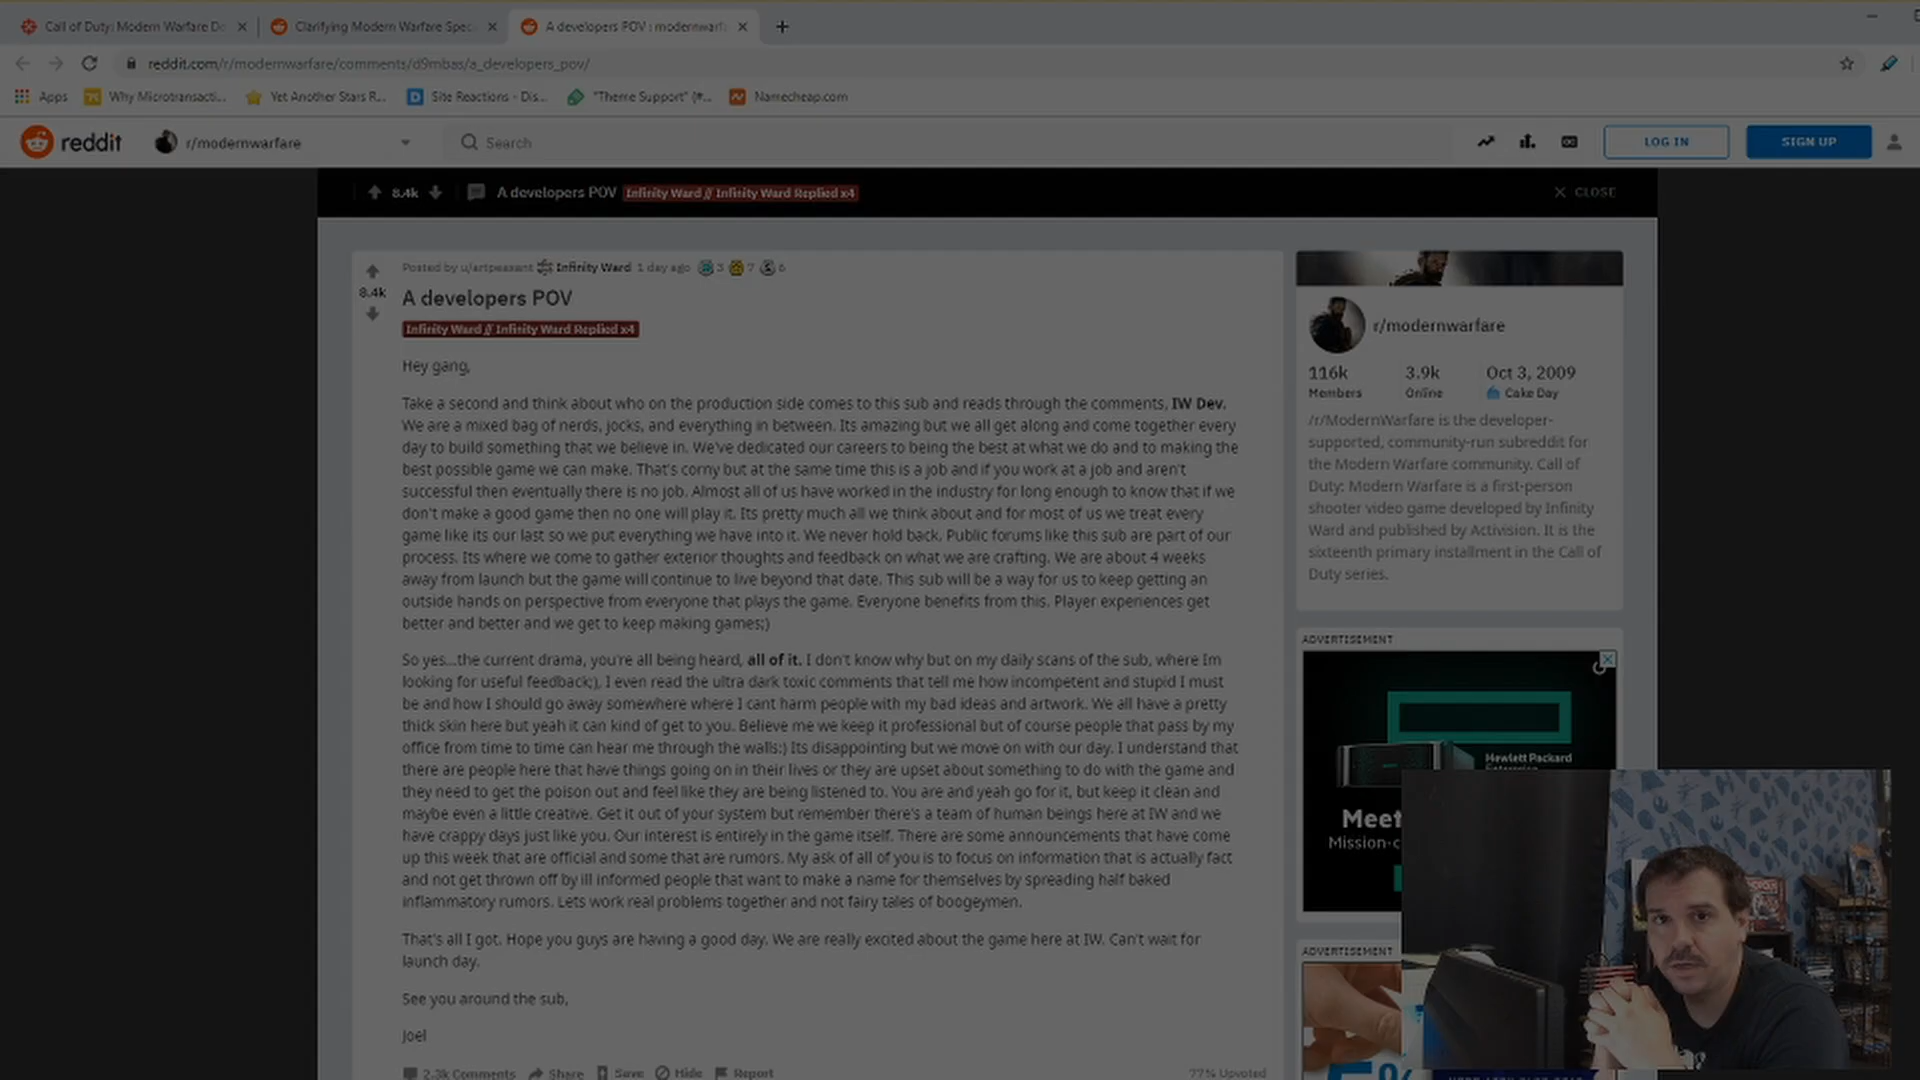 Call of Duty: Modern Warfare De
Clarifying Modern Warfare Spec
A developers POV : modernwarf
reddit.com/r/modernwarfare/comments/d9mbas/a_developers_pov/
Apps
Why Microtransacti...
Yet Another Stars R...
Site Reactions - Dis...
"Theme Support" (#...
Namecheap.com
reddit
r/modernwarfare
Search
LOG IN
SIGN UP
8.4k
A developers POV
Infinity Ward // Infinity Ward Replied x4
CLOSE
Posted by u/artpeasant Infinity Ward 1 day ago 3 7 6
8.4k
A developers POV
Infinity Ward // Infinity Ward Replied x4
Hey gang,
Take a second and think about who on the production side comes to this sub and reads through the comments, IW Dev.
We are a mixed bag of nerds, jocks, and everything in between. Its amazing but we all get along and come together every
day to build something that we believe in. We've dedicated our careers to being the best at what we do and to making the
best possible game we can make. That's corny but at the same time this is a job and if you work at a job and aren't
successful then eventually there is no job. Almost all of us have worked in the industry for long enough to know that if we
don't make a good game then no one will play it. Its pretty much all we think about and for most of us we treat every
game like its our last so we put everything we have into it. We never hold back. Public forums like this sub are part of our
process. Its where we come to gather exterior thoughts and feedback on what we are crafting. We are about 4 weeks
away from launch but the game will continue to live beyond that date. This sub will be a way for us to keep getting an
outside hands on perspective from everyone that plays the game. Everyone benefits from this. Player experiences get
better and better and we get to keep making games;)
So yes...the current drama, you're all being heard, all of it. I don't know why but on my daily scans of the sub, where Im
looking for useful feedback;), I even read the ultra dark toxic comments that tell me how incompetent and stupid I must
be and how I should go away somewhere where I cant harm people with my bad ideas and artwork. We all have a pretty
thick skin here but yeah it can kind of get to you. Believe me we keep it professional but of course people that pass by my
office from time to time can hear me through the walls:) Its disappointing but we move on with our day. I understand that
there are people here that have things going on in their lives or they are upset about something to do with the game and
they need to get the poison out and feel like they are being listened to. You are and yeah go for it, but keep it clean and
maybe even a little creative. Get it out of your system but remember there's a team of human beings here at IW and we
have crappy days just like you. Our interest is entirely in the game itself. There are some announcements that have come
up this week that are official and some that are rumors. My ask of all of you is to focus on information that is actually fact
and not get thrown off by ill informed people that want to make a name for themselves by spreading half baked
inflammatory rumors. Lets work real problems together and not fairy tales of boogeymen.
That's all I got. Hope you guys are having a good day. We are really excited about the game here at IW. Can't wait for
launch day.
See you around the sub,
Joel
2.3k Comments Share Save Hide Report
77% Upvoted
r/modernwarfare
116k 3.9k Oct 3, 2009
Members Online Cake Day
/r/ModernWarfare is the developer-
supported, community-run subreddit for
the Modern Warfare community. Call of
Duty: Modern Warfare is a first-person
shooter video game developed by Infinity
Ward and published by Activision. It is the
sixteenth primary installment in the Call of
Duty series.
ADVERTISEMENT
Hewlett Packard
Enterprise
Meet
Mission-c
ADVERTISEMENT
5%